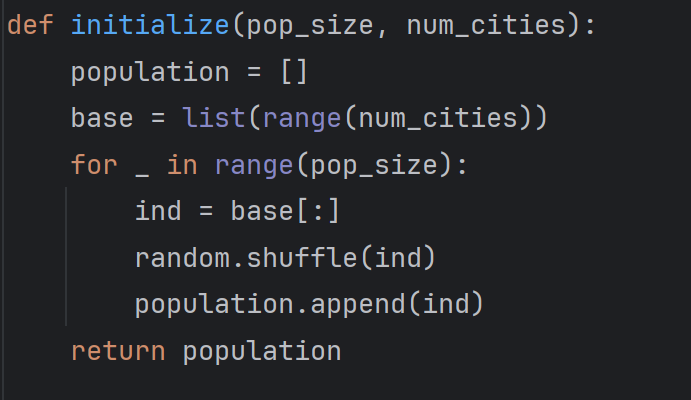 def initialize(pop_size, num_cities):
    population = []
    base = list(range(num_cities))
    for _ in range(pop_size):
        ind = base[:]
        random.shuffle(ind)
        population.append(ind)
    return population